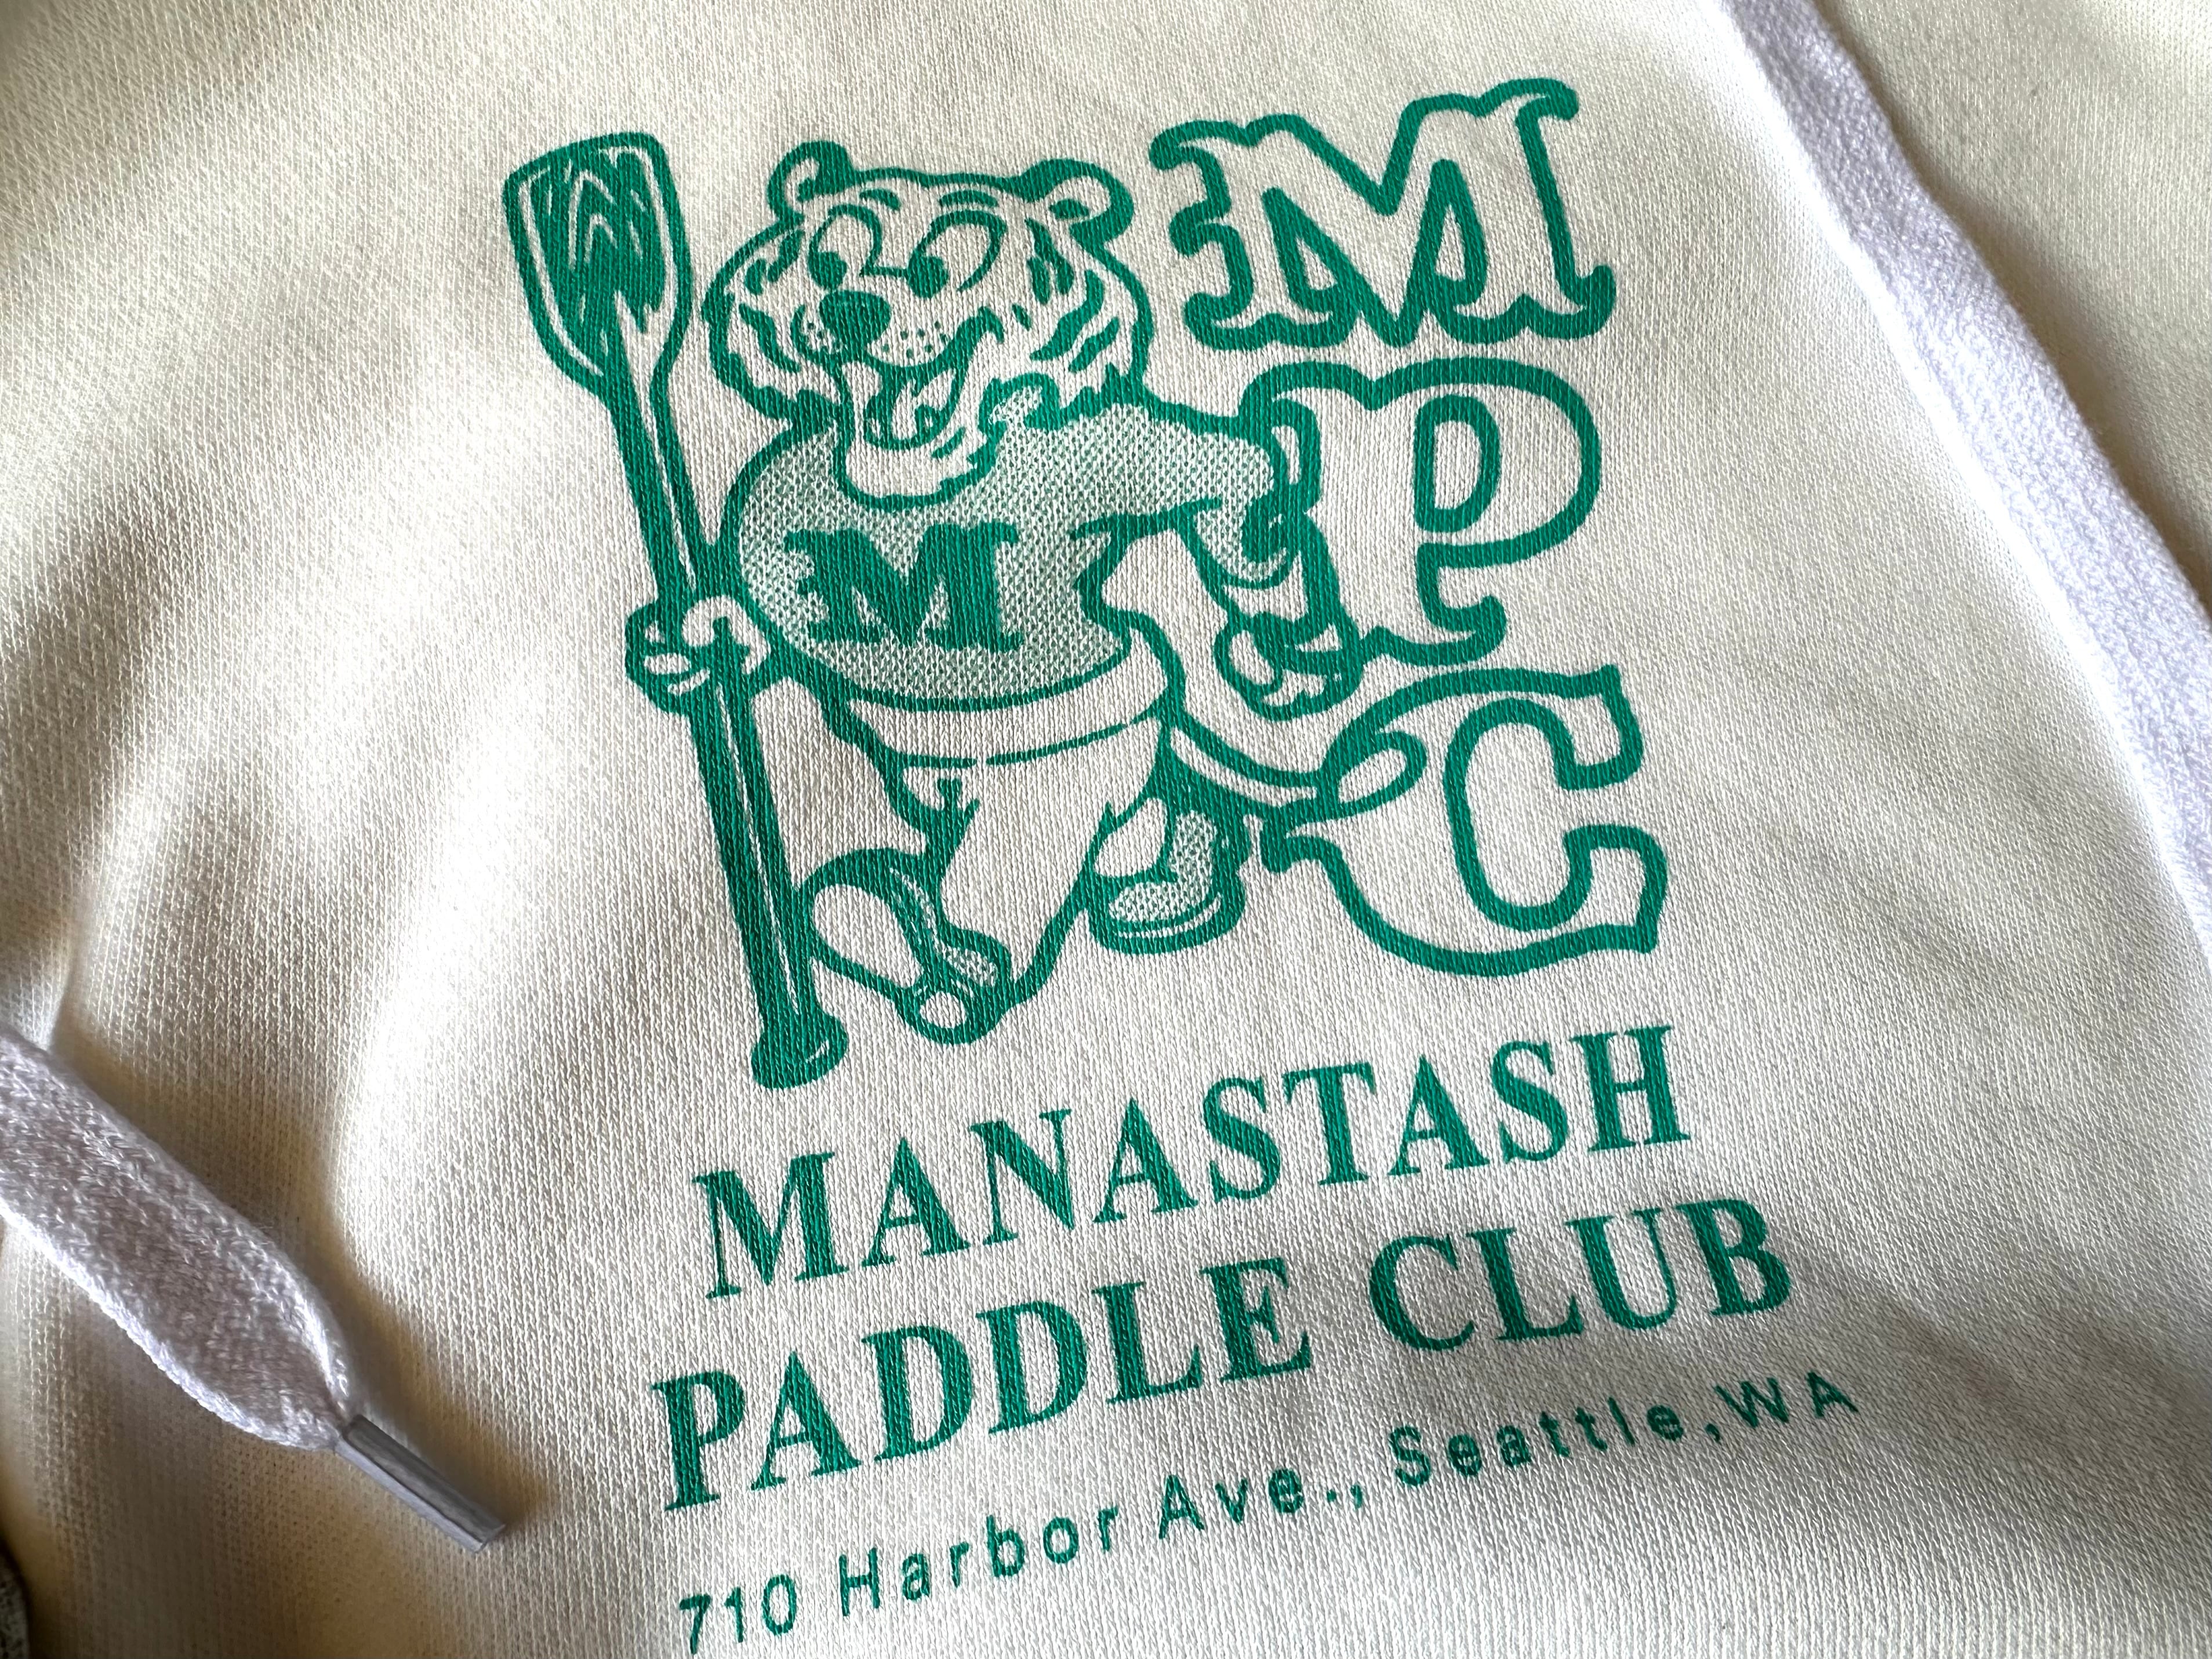 M
P
C
M
MANASTASH
PADDLE CLUB
710 Harbor Ave., Seattle,WA